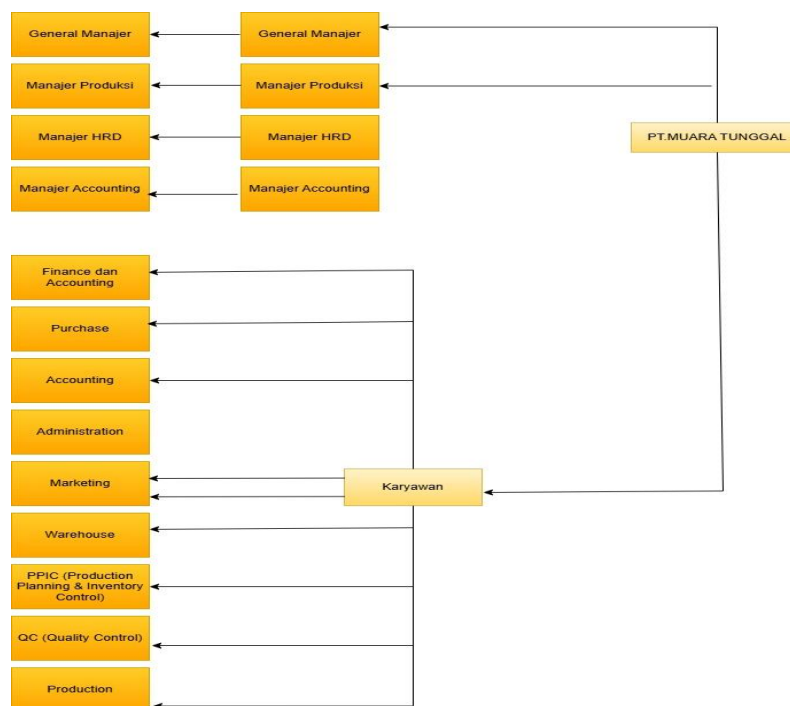 General Manajer
General Manajer
Manajer Produksi
Manajer Produksi
Manajer HRD
Manajer HRD
PT.MUARA TUNGGAL
Manajer Accounting
Manajer Accounting
Finance dan
Accounting
Purchase
Accounting
Administration
Marketing
Karyawan
Warehouse
PPIC (Production
Planning & Inventory
Control)
QC (Quality Control)
Production